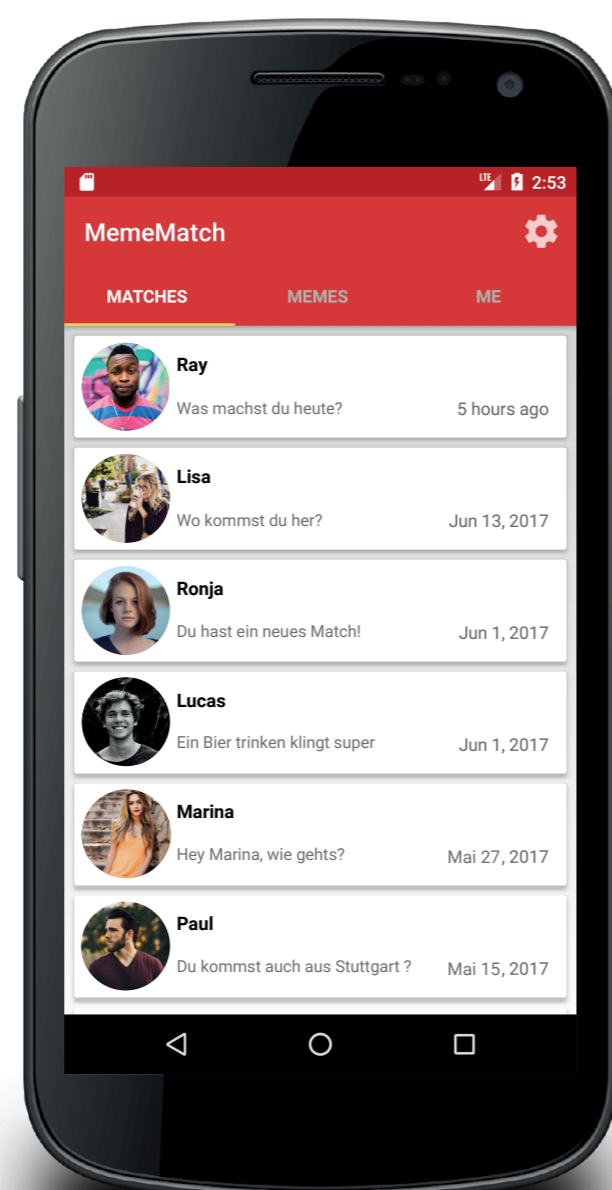 LTE 2:53
MemeMatch
MATCHES MEMES ME
Ray
Was machst du heute? 5 hours ago
Lisa
Wo kommst du her? Jun 13, 2017
Ronja
Du hast ein neues Match! Jun 1, 2017
Lucas
Ein Bier trinken klingt super Jun 1, 2017
Marina
Hey Marina, wie gehts? Mai 27, 2017
Paul
Du kommst auch aus Stuttgart ? Mai 15, 2017